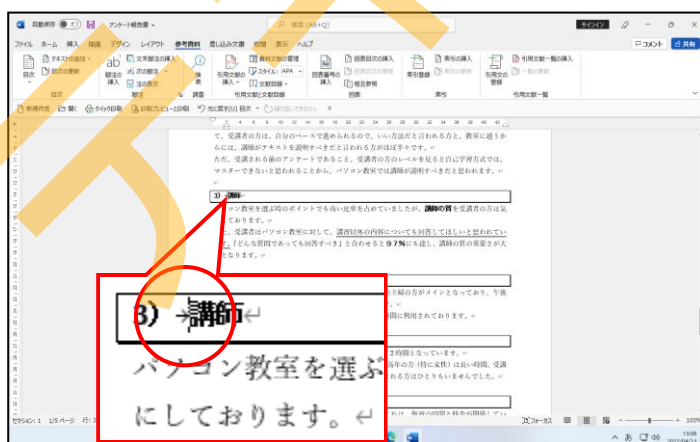 自動保存 オフ アンケート報告書 検索 (Alt+Q) サインイン
ファイル ホーム 挿入 描画 デザイン レイアウト 参考資料 差し込み文書 校閲 表示 ヘルプ コメント 共有
目次 テキストの追加 目次の更新
ab 脚注の挿入 文末脚注の挿入 次の脚注 注の表示
検索
引用文献の挿入 資料文献の管理 スタイル: APA 文献目録
図表番号の挿入 図表目次の挿入 図表目次の更新 相互参照
索引登録 索引の挿入 索引の更新
引用文の登録 引用文一覧の挿入 一覧の更新
目次 脚注 調査 引用文献と文献目録 図表 索引 引用文献一覧
新規作成 開く クイック印刷 印刷プレビューと印刷 元に戻す(U) 目次
て、受講者の方は、自分のペースで進められるので、いい方法だと言われる方と、教室に通うか
らには、講師がテキストを説明すべきだと言われる方がほぼ半々です。
ただ、受講される前のアンケートであること、受講者の方のレベルを見ると自己学習方式では、
マスターできないと思われることから、パソコン教室では講師が説明すべきだと思われます。
3) 講師
コン教室を選ぶ時のポイントでも高い比率を占めていましたが、講師の質を受講者の方は気
ております。
、受講者はパソコン教室に対して、講習以外の内容についても回答してほしいと思われてい
す。「どんな質問であっても回答すべき」と合わせると97%にも達し、講師の質の重要さが大
となります。
主婦の方がメインとなっており、午後
間に利用されております。
2時間となっています。
年の方(特に女性)は長い時間、受講
れる方はひとりもいませんでした。
3) →講師
パソコン教室を選ぶ
にしております。
セクション: 1 1/5 ページ フォーカス 100%
あ 13:08